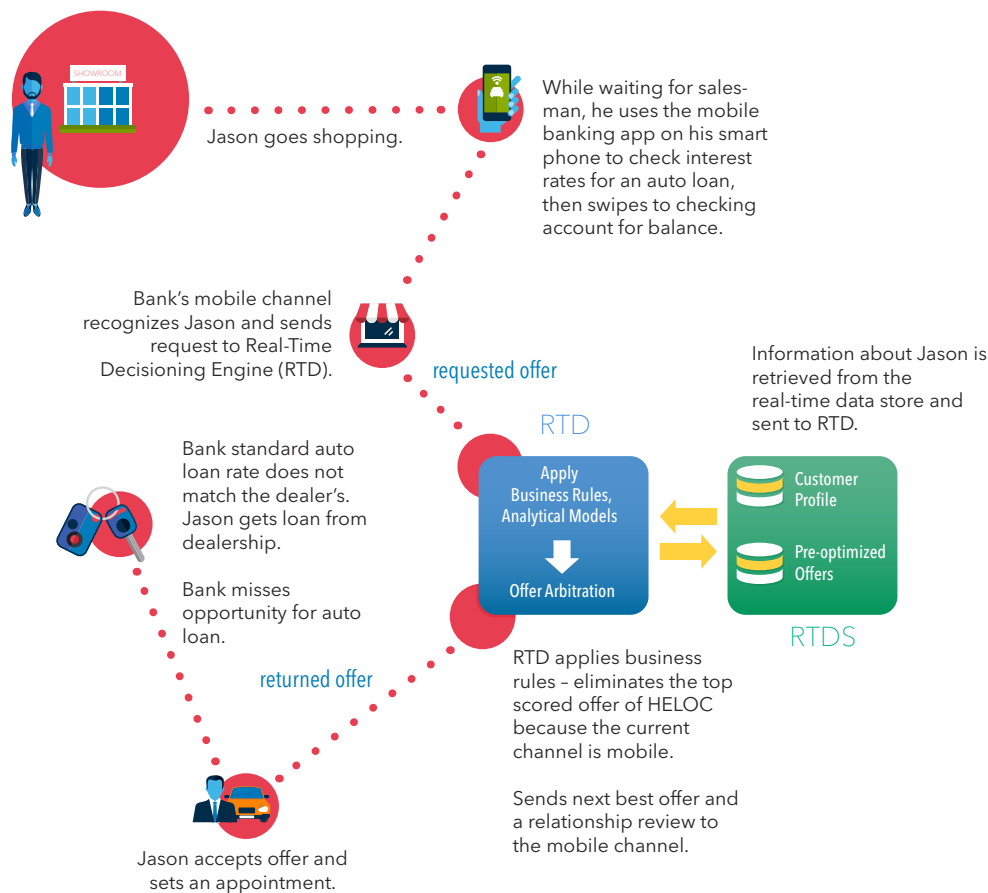 SHOWROOM
Jason goes shopping.
While waiting for sales-
man, he uses the mobile
banking app on his smart
phone to check interest
rates for an auto loan,
then swipes to checking
account for balance.
Bank’s mobile channel
recognizes Jason and sends
request to Real-Time
Decisioning Engine (RTD).
requested offer
Information about Jason is
retrieved from the
real-time data store and
sent to RTD.
RTD
Apply
Business Rules,
Analytical Models
Offer Arbitration
Customer
Profile
Pre-optimized
Offers
RTDS
Bank standard auto
loan rate does not
match the dealer’s.
Jason gets loan from
dealership.
Bank misses
opportunity for auto
loan.
returned offer
RTD applies business
rules – eliminates the top
scored offer of HELOC
because the current
channel is mobile.
Sends next best offer and
a relationship review to
the mobile channel.
Jason accepts offer and
sets an appointment.